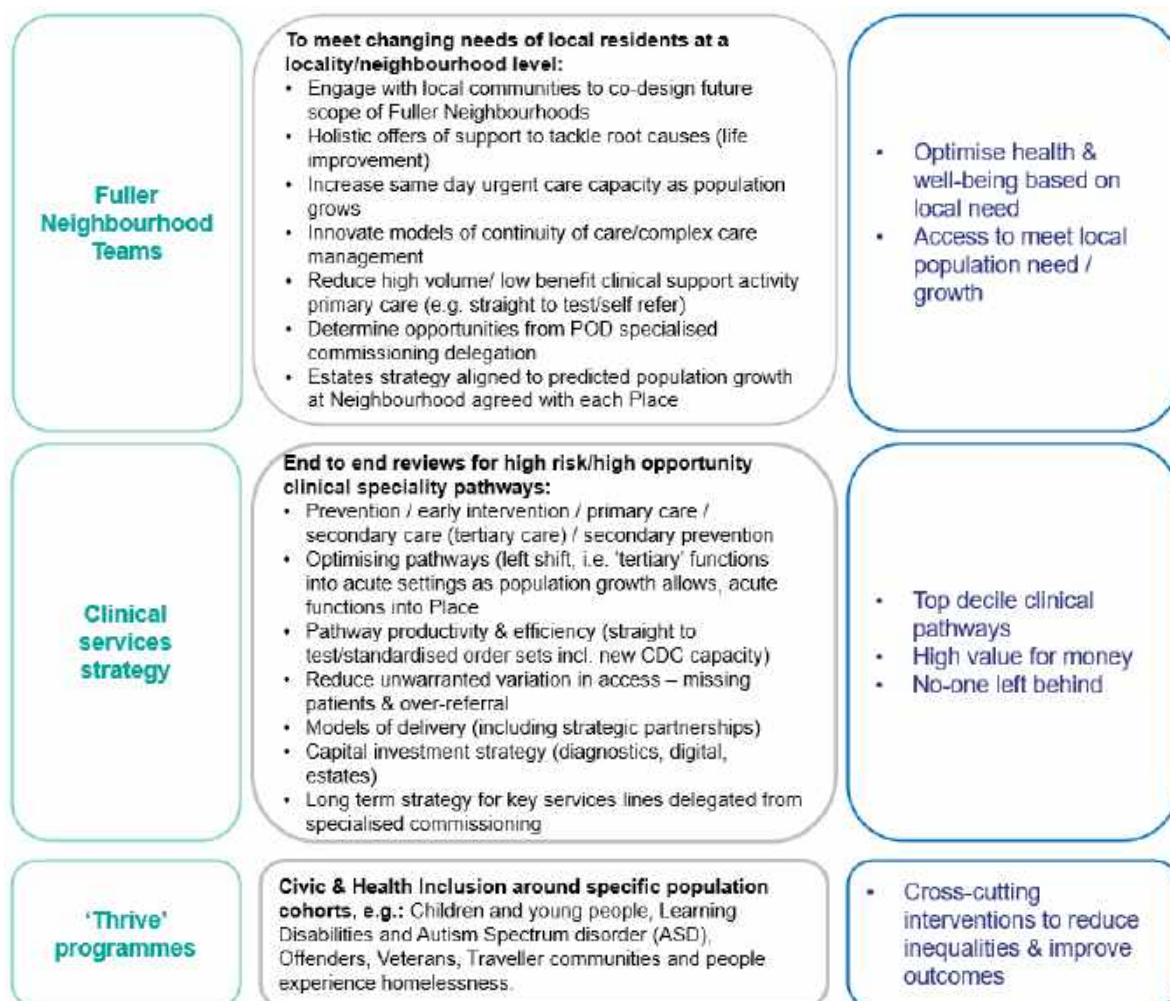 Fuller
Neighbourhood
Teams
To meet changing needs of local residents at a
locality/neighbourhood level:
• Engage with local communities to co-design future
scope of Fuller Neighbourhoods
• Holistic offers of support to tackle root causes (life
improvement)
• Increase same day urgent care capacity as population
grows
• Innovate models of continuity of care/complex care
management
• Reduce high volume/ low benefit clinical support activity
primary care (e.g. straight to test/self refer)
• Determine opportunities from POD specialised
commissioning delegation
• Estates strategy aligned to predicted population growth
at Neighbourhood agreed with each Place
• Optimise health &
well-being based on
local need
• Access to meet local
population need /
growth
Clinical
services
strategy
End to end reviews for high risk/high opportunity
clinical speciality pathways:
• Prevention / early intervention / primary care /
secondary care (tertiary care) / secondary prevention
• Optimising pathways (left shift, i.e. 'tertiary' functions
into acute settings as population growth allows, acute
functions into Place
• Pathway productivity & efficiency (straight to
test/standardised order sets incl. new CDC capacity)
• Reduce unwarranted variation in access – missing
patients & over-referral
• Models of delivery (including strategic partnerships)
• Capital investment strategy (diagnostics, digital,
estates)
• Long term strategy for key services lines delegated from
specialised commissioning
• Top decile clinical
pathways
• High value for money
• No-one left behind
'Thrive'
programmes
Civic & Health Inclusion around specific population
cohorts, e.g.: Children and young people, Learning
Disabilities and Autism Spectrum disorder (ASD),
Offenders, Veterans, Traveller communities and people
experience homelessness.
• Cross-cutting
interventions to reduce
inequalities & improve
outcomes